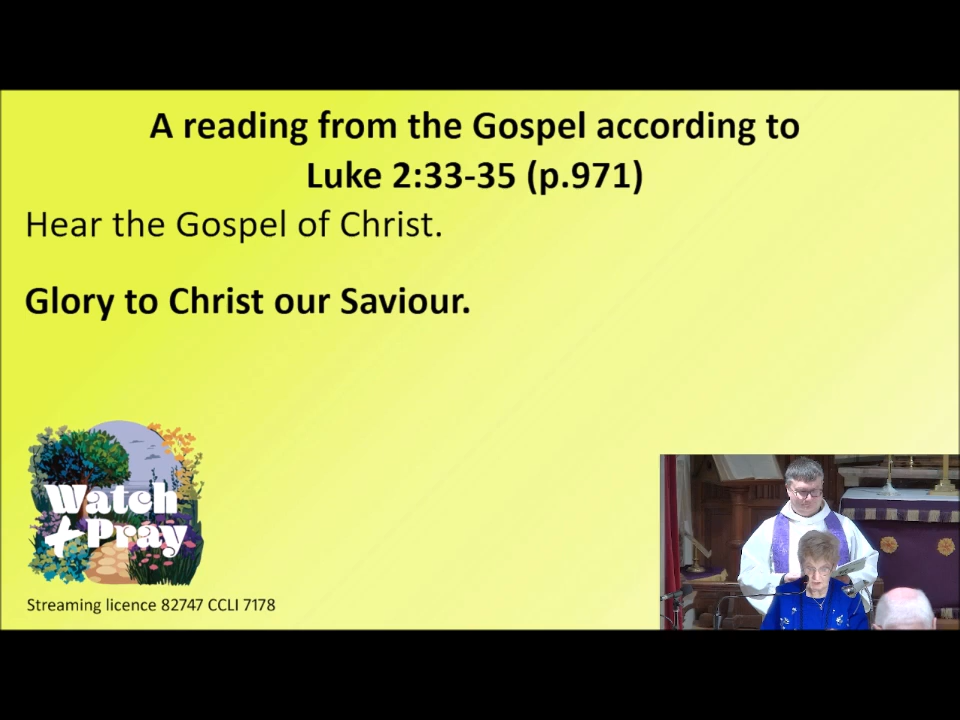 A reading from the Gospel according to
Luke 2:33-35 (p.971)
Hear the Gospel of Christ.
Glory to Christ our Saviour.
Watch
+Pray
Streaming licence 82747 CCLI 7178